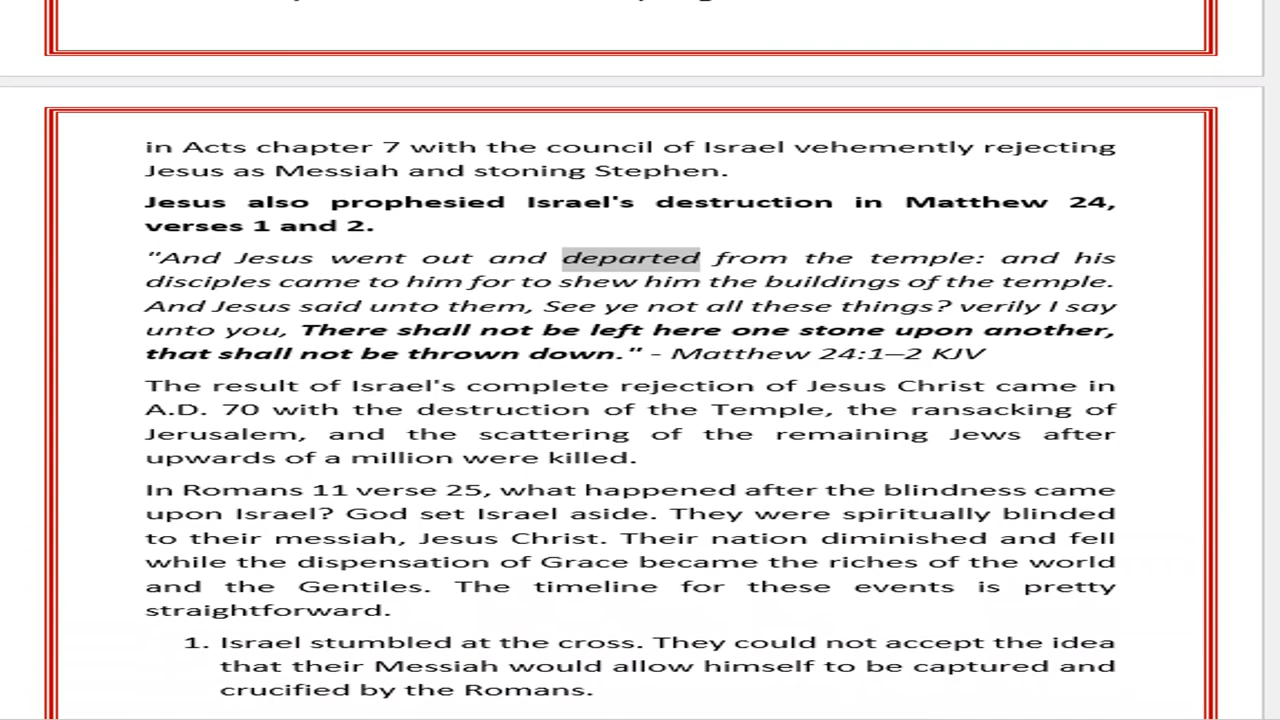 in Acts chapter 7 with the council of Israel vehemently rejecting
Jesus as Messiah and stoning Stephen.
Jesus also prophesied Israel's destruction in Matthew 24,
verses 1 and 2.
"And Jesus went out and departed from the temple: and his
disciples came to him for to shew him the buildings of the temple.
And Jesus said unto them, See ye not all these things? verily I say
unto you, There shall not be left here one stone upon another,
that shall not be thrown down." - Matthew 24:1–2 KJV
The result of Israel's complete rejection of Jesus Christ came in
A.D. 70 with the destruction of the Temple, the ransacking of
Jerusalem, and the scattering of the remaining Jews after
upwards of a million were killed.
In Romans 11 verse 25, what happened after the blindness came
upon Israel? God set Israel aside. They were spiritually blinded
to their messiah, Jesus Christ. Their nation diminished and fell
while the dispensation of Grace became the riches of the world
and the Gentiles. The timeline for these events is pretty
straightforward.
1. Israel stumbled at the cross. They could not accept the idea
that their Messiah would allow himself to be captured and
crucified by the Romans.